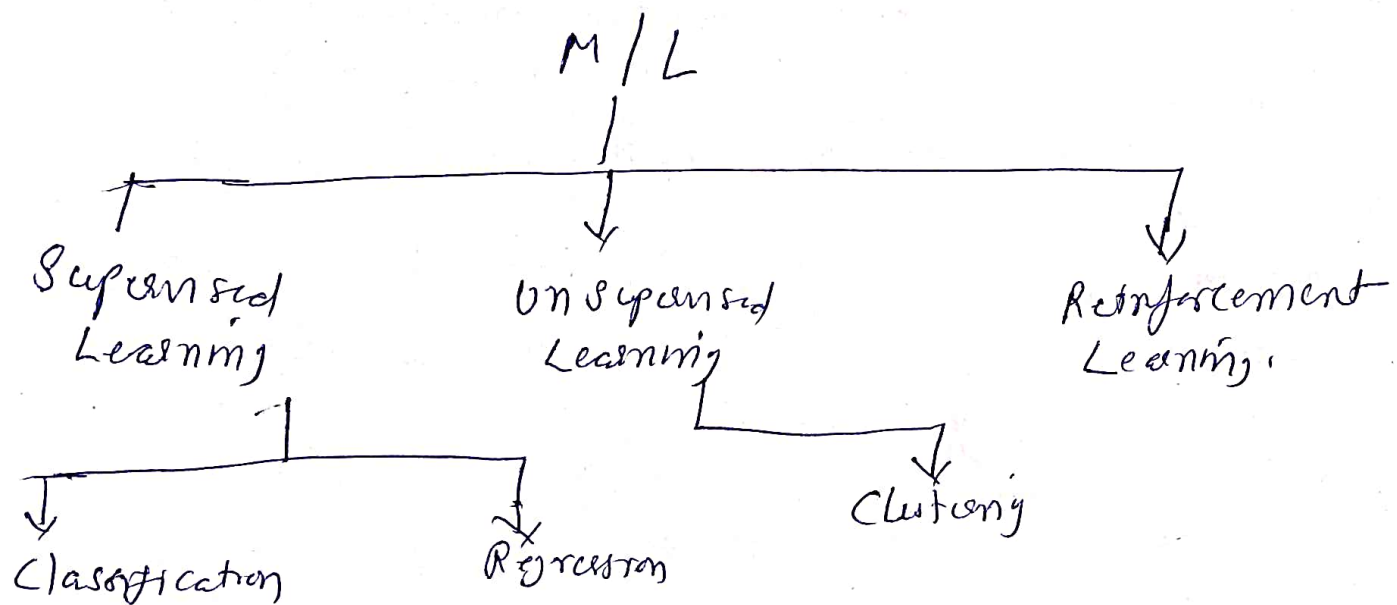 M/L
Supervised
Learning
Unsupervised
Learning
Reinforcement
Learning.
Classification
Regression
Clustering